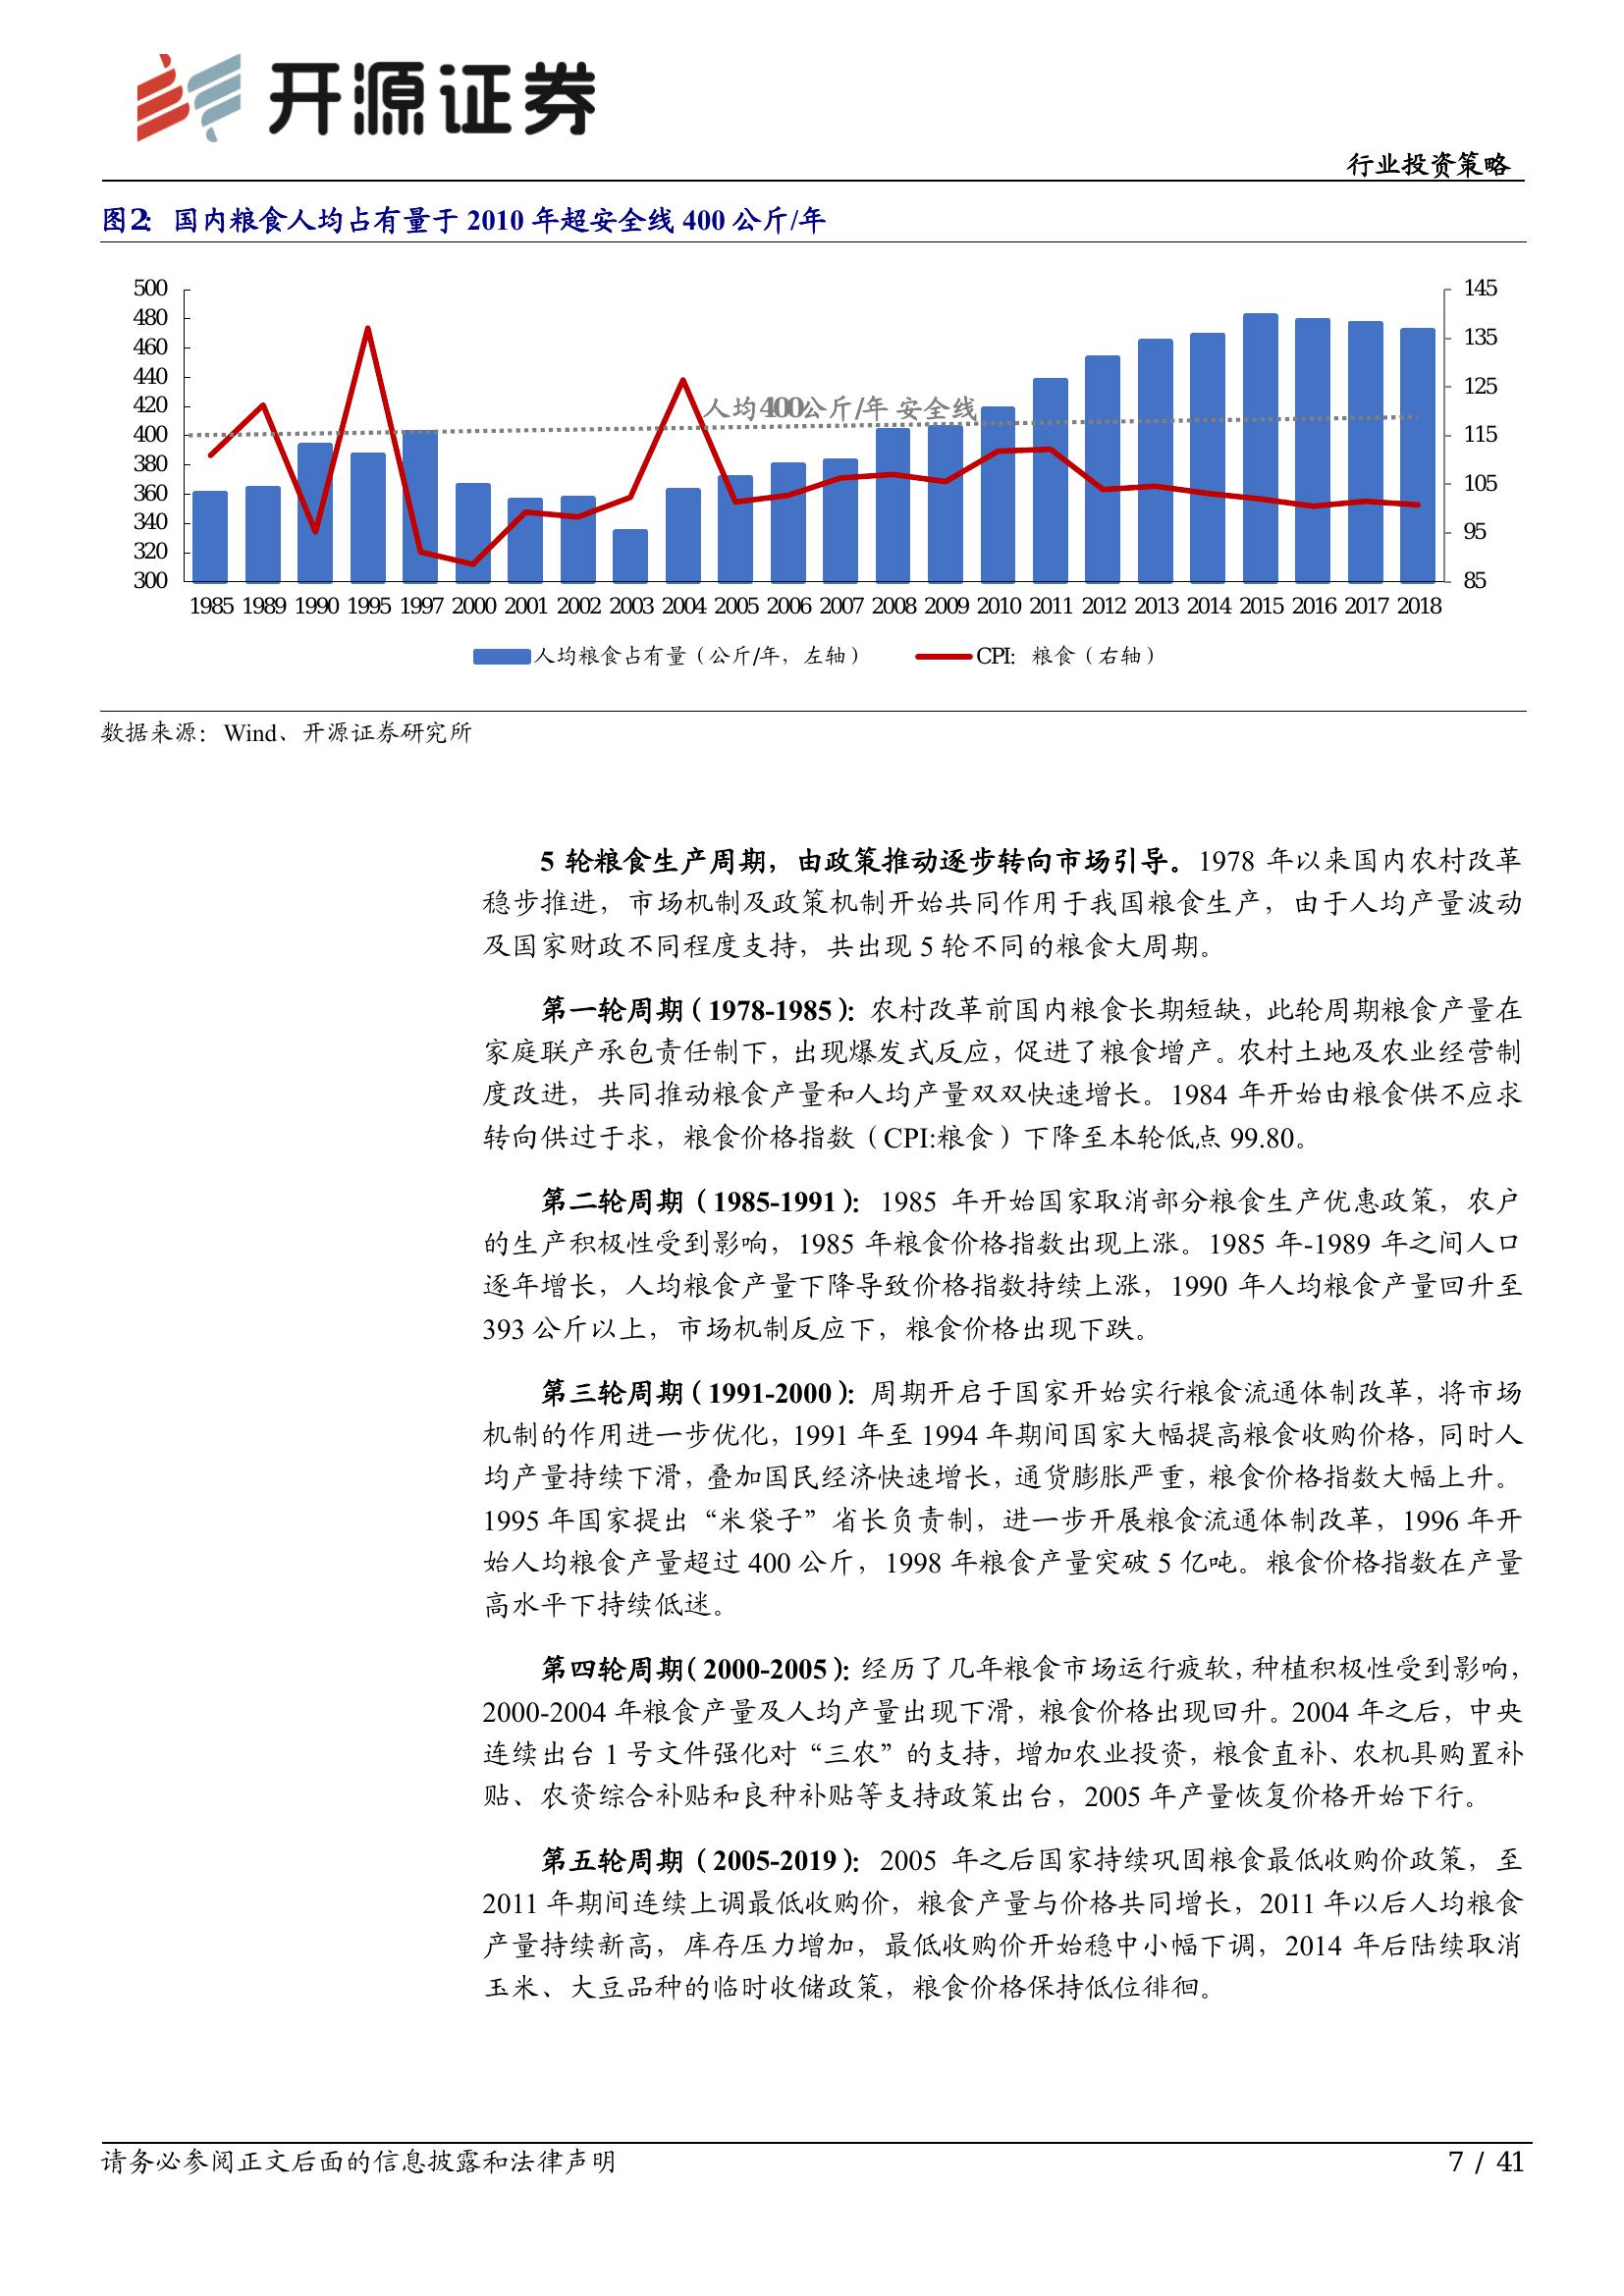 开源证券
行业投资策略
图2： 国内粮食人均占有量于 2010 年超安全线 400 公斤/年
500
480
460
440
420
400
380
360
340
320
300
145
135
125
115
105
95
85
人均400公斤/年 安全线
1985 1989 1990 1995 1997 2000 2001 2002 2003 2004 2005 2006 2007 2008 2009 2010 2011 2012 2013 2014 2015 2016 2017 2018
人均粮食占有量（公斤/年，左轴） CPI：粮食（右轴）
数据来源：Wind、开源证券研究所
5 轮粮食生产周期，由政策推动逐步转向市场引导。1978 年以来国内农村改革
稳步推进，市场机制及政策机制开始共同作用于我国粮食生产，由于人均产量波动
及国家财政不同程度支持，共出现 5 轮不同的粮食大周期。
第一轮周期（1978-1985）：农村改革前国内粮食长期短缺，此轮周期粮食产量在
家庭联产承包责任制下，出现爆发式反应，促进了粮食增产。农村土地及农业经营制
度改进，共同推动粮食产量和人均产量双双快速增长。1984 年开始由粮食供不应求
转向供过于求，粮食价格指数（CPI:粮食）下降至本轮低点 99.80。
第二轮周期（1985-1991）：1985 年开始国家取消部分粮食生产优惠政策，农户
的生产积极性受到影响，1985 年粮食价格指数出现上涨。1985 年-1989 年之间人口
逐年增长，人均粮食产量下降导致价格指数持续上涨，1990 年人均粮食产量回升至
393 公斤以上，市场机制反应下，粮食价格出现下跌。
第三轮周期（1991-2000）：周期开启于国家开始实行粮食流通体制改革，将市场
机制的作用进一步优化，1991 年至 1994 年期间国家大幅提高粮食收购价格，同时人
均产量持续下滑，叠加国民经济快速增长，通货膨胀严重，粮食价格指数大幅上升。
1995 年国家提出“米袋子”省长负责制，进一步开展粮食流通体制改革，1996 年开
始人均粮食产量超过 400 公斤，1998 年粮食产量突破 5 亿吨。粮食价格指数在产量
高水平下持续低迷。
第四轮周期（2000-2005）：经历了几年粮食市场运行疲软，种植积极性受到影响，
2000-2004 年粮食产量及人均产量出现下滑，粮食价格出现回升。2004 年之后，中央
连续出台 1 号文件强化对“三农”的支持，增加农业投资，粮食直补、农机具购置补
贴、农资综合补贴和良种补贴等支持政策出台，2005 年产量恢复价格开始下行。
第五轮周期（2005-2019）：2005 年之后国家持续巩固粮食最低收购价政策，至
2011 年期间连续上调最低收购价，粮食产量与价格共同增长，2011 年以后人均粮食
产量持续新高，库存压力增加，最低收购价开始稳中小幅下调，2014 年后陆续取消
玉米、大豆品种的临时收储政策，粮食价格保持低位徘徊。
请务必参阅正文后面的信息披露和法律声明
7 / 41